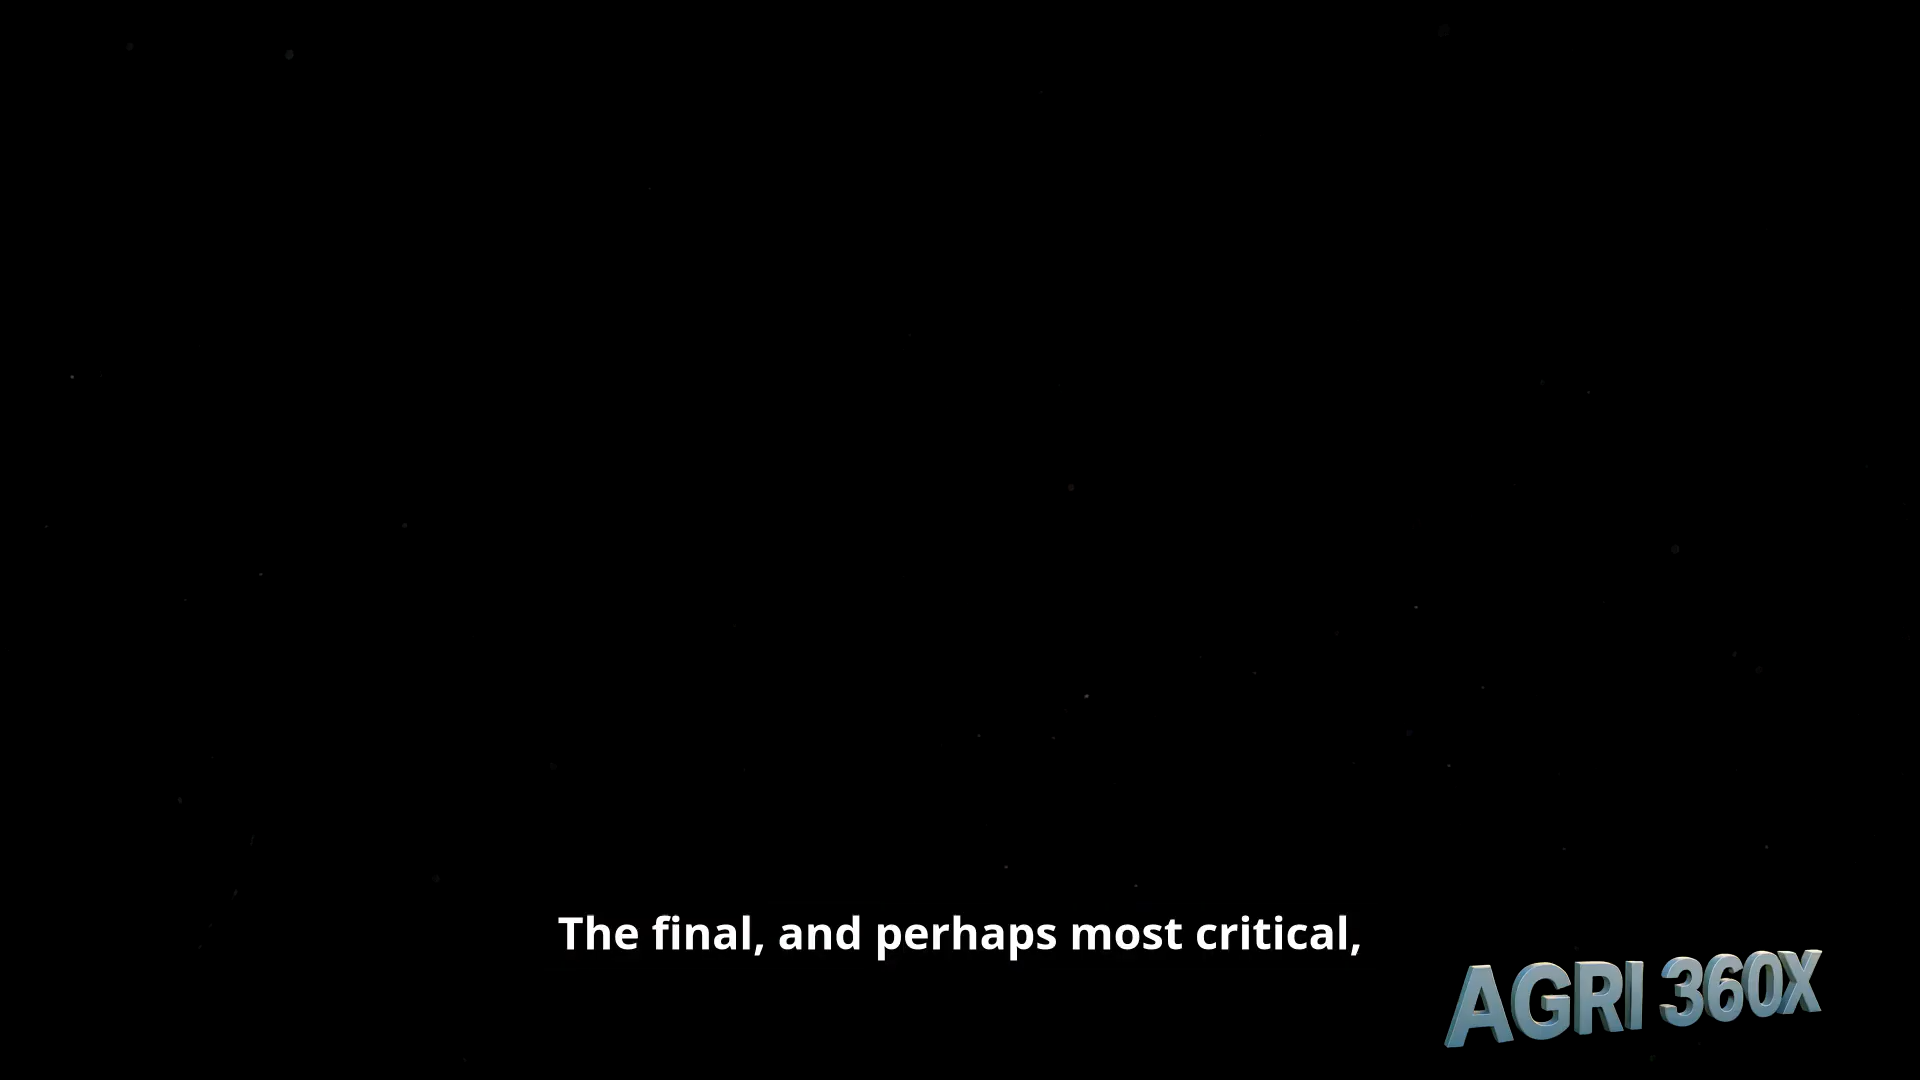 The final, and perhaps most critical,
AGRI 360X